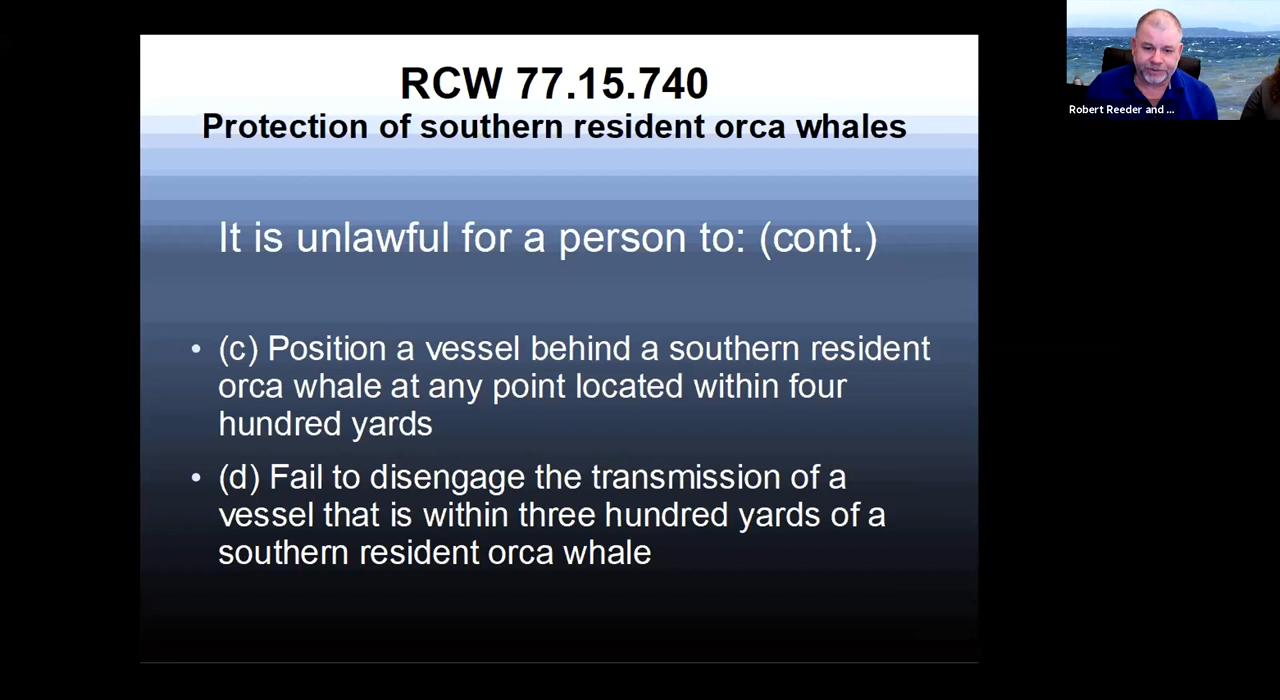 RCW 77.15.740
Protection of southern resident orca whales
It is unlawful for a person to: (cont.)
• (c) Position a vessel behind a southern resident
orca whale at any point located within four
hundred yards
• (d) Fail to disengage the transmission of a
vessel that is within three hundred yards of a
southern resident orca whale
Robert Reeder and ...